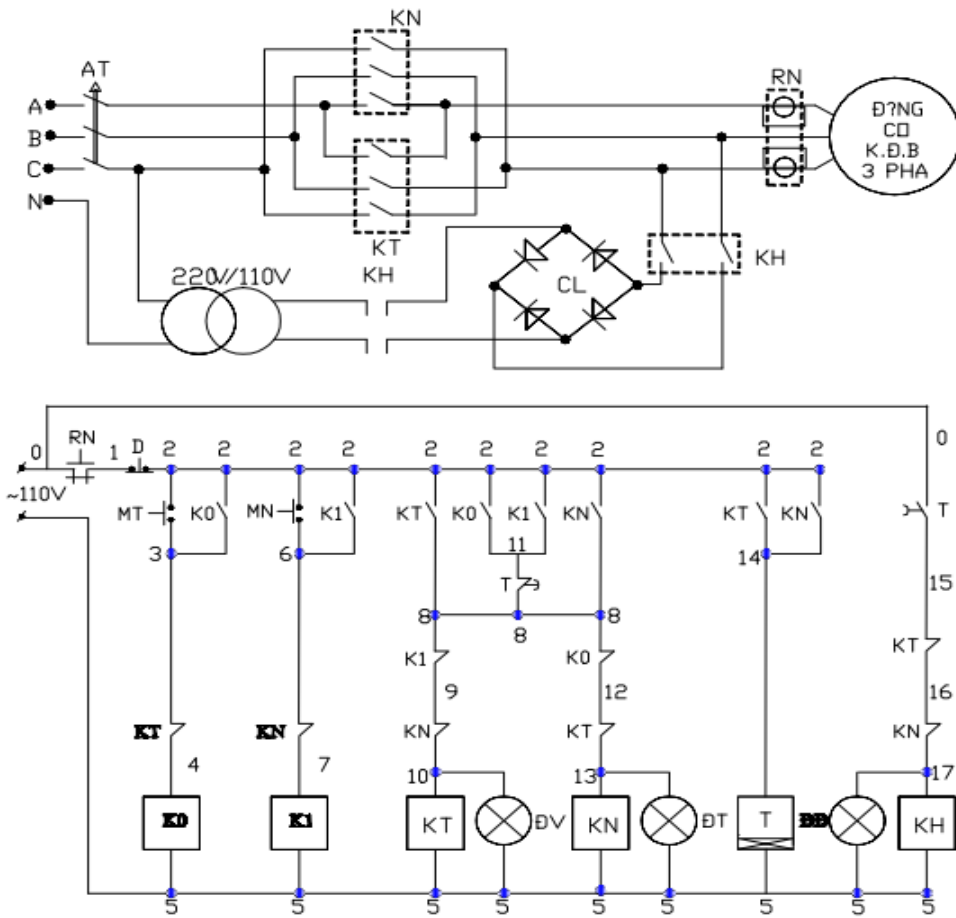 KN
AT
RN
A
B
C
N
Đ?NG
CO
K.Đ.B
3 PHA
KT
KH
KH
220V//110V
CL
0 RN 1 D 2 2 2 2 2 2 2 2 2 2 0
~110V
MT K0 MN K1 KT K0 K1 KN KT KN T
3 6 11 14
T 15
8 8 8
K1 K0 KT
9 12 16
KT KN KN KT KN
4 7 10 13 17
K0 K1 KT ĐV KN ĐT T ĐĐ KH
5 5 5 5 5 5 5 5 5